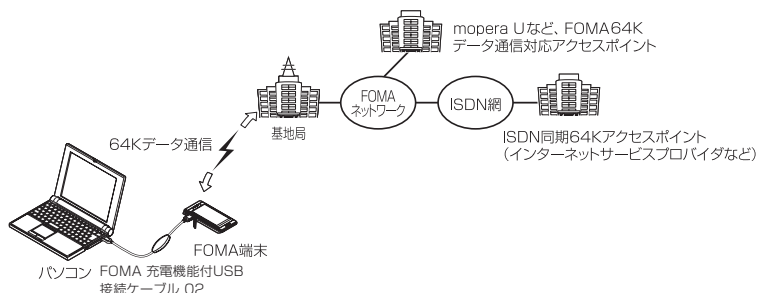 mopera Uなど、FOMA64K
データ通信対応アクセスポイント
FOMA
ネットワーク
ISDN網
基地局
ISDN同期64Kアクセスポイント
(インターネットサービスプロバイダなど)
64Kデータ通信
FOMA端末
パソコン
FOMA 充電機能付USB
接続ケーブル 02